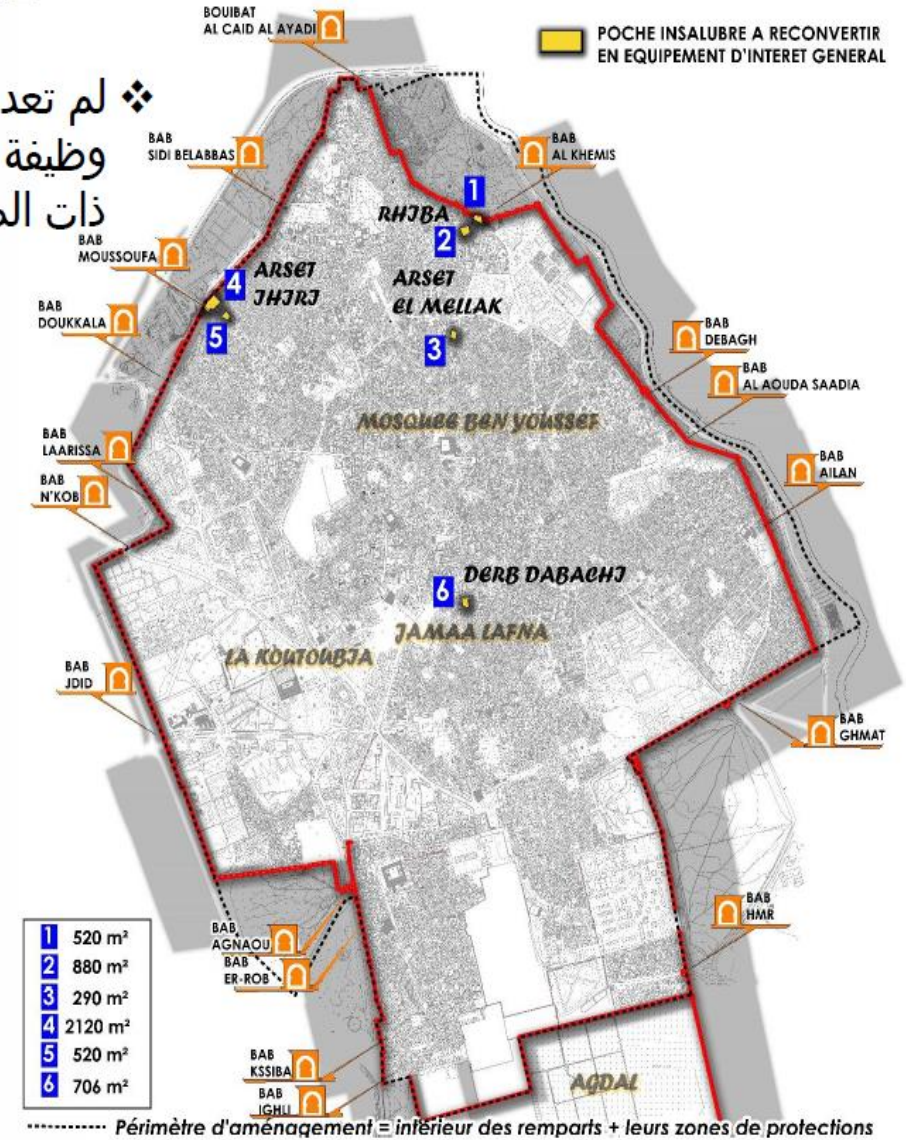 BOUIBAT
AL CAID AL AYADI
POCHE INSALUBRE A RECONVERTIR
EN EQUIPEMENT D'INTERET GENERAL
❖ لم تعد
وظيفة
ذات
BAB
SIDI BELABBAS
BAB
AL KHEMIS
1
RHIBA
2
BAB
MOUSSOUFA
4
ARSET
IHIRI
ARSET
EL MELLAK
BAB
DOUKKALA
5
3
BAB
DEBAGH
BAB
AL AOUDA SAADIA
MOSQUEE BEN YOUSSEF
BAB
LAARISSA
BAB
AILAN
BAB
N'KOB
DERB DABACHI
6
JAMAA LAFNA
LA KOUTOUBIA
BAB
JDID
BAB
GHMAT
BAB
HMR
BAB
AGNAOU
BAB
ER-ROB
1 520 m²
2 880 m²
3 290 m²
4 2120 m²
5 520 m²
6 706 m²
BAB
KSSIBA
BAB
IGHLI
AGDAL
Périmètre d'aménagement = intérieur des remparts + leurs zones de protections